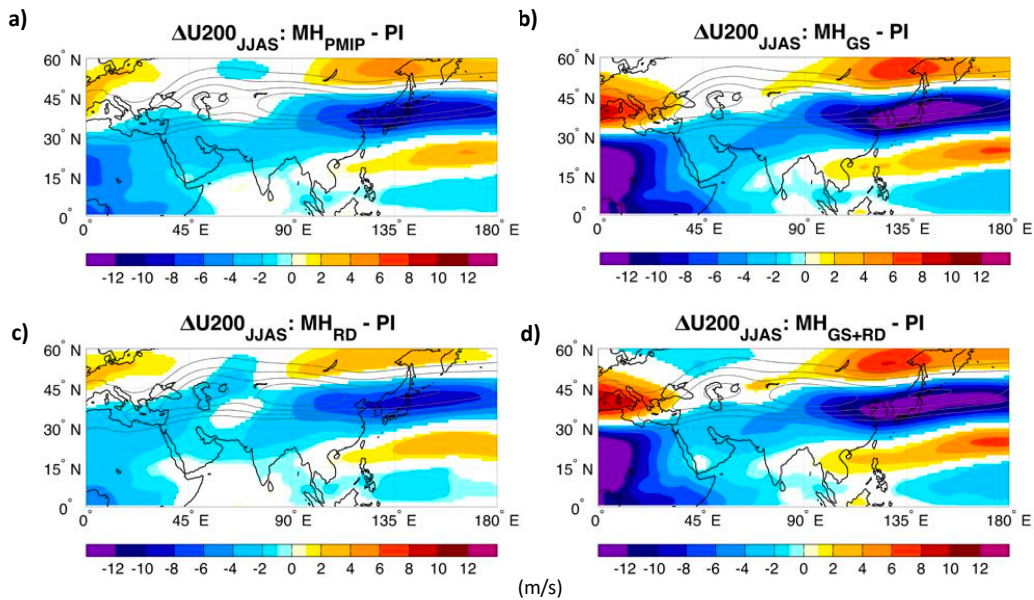 a)
ΔU200JJAS: MHPMIP - PI
60° N
45° N
30° N
15° N
0°
0° 45° E 90° E 135° E 180° E
-12 -10 -8 -6 -4 -2 0 2 4 6 8 10 12
b)
ΔU200JJAS: MHGS - PI
60° N
45° N
30° N
15° N
0°
0° 45° E 90° E 135° E 180° E
-12 -10 -8 -6 -4 -2 0 2 4 6 8 10 12
c)
ΔU200JJAS: MHRD - PI
60° N
45° N
30° N
15° N
0°
0° 45° E 90° E 135° E 180° E
-12 -10 -8 -6 -4 -2 0 2 4 6 8 10 12
d)
ΔU200JJAS: MHGS+RD - PI
60° N
45° N
30° N
15° N
0°
0° 45° E 90° E 135° E 180° E
-12 -10 -8 -6 -4 -2 0 2 4 6 8 10 12
(m/s)